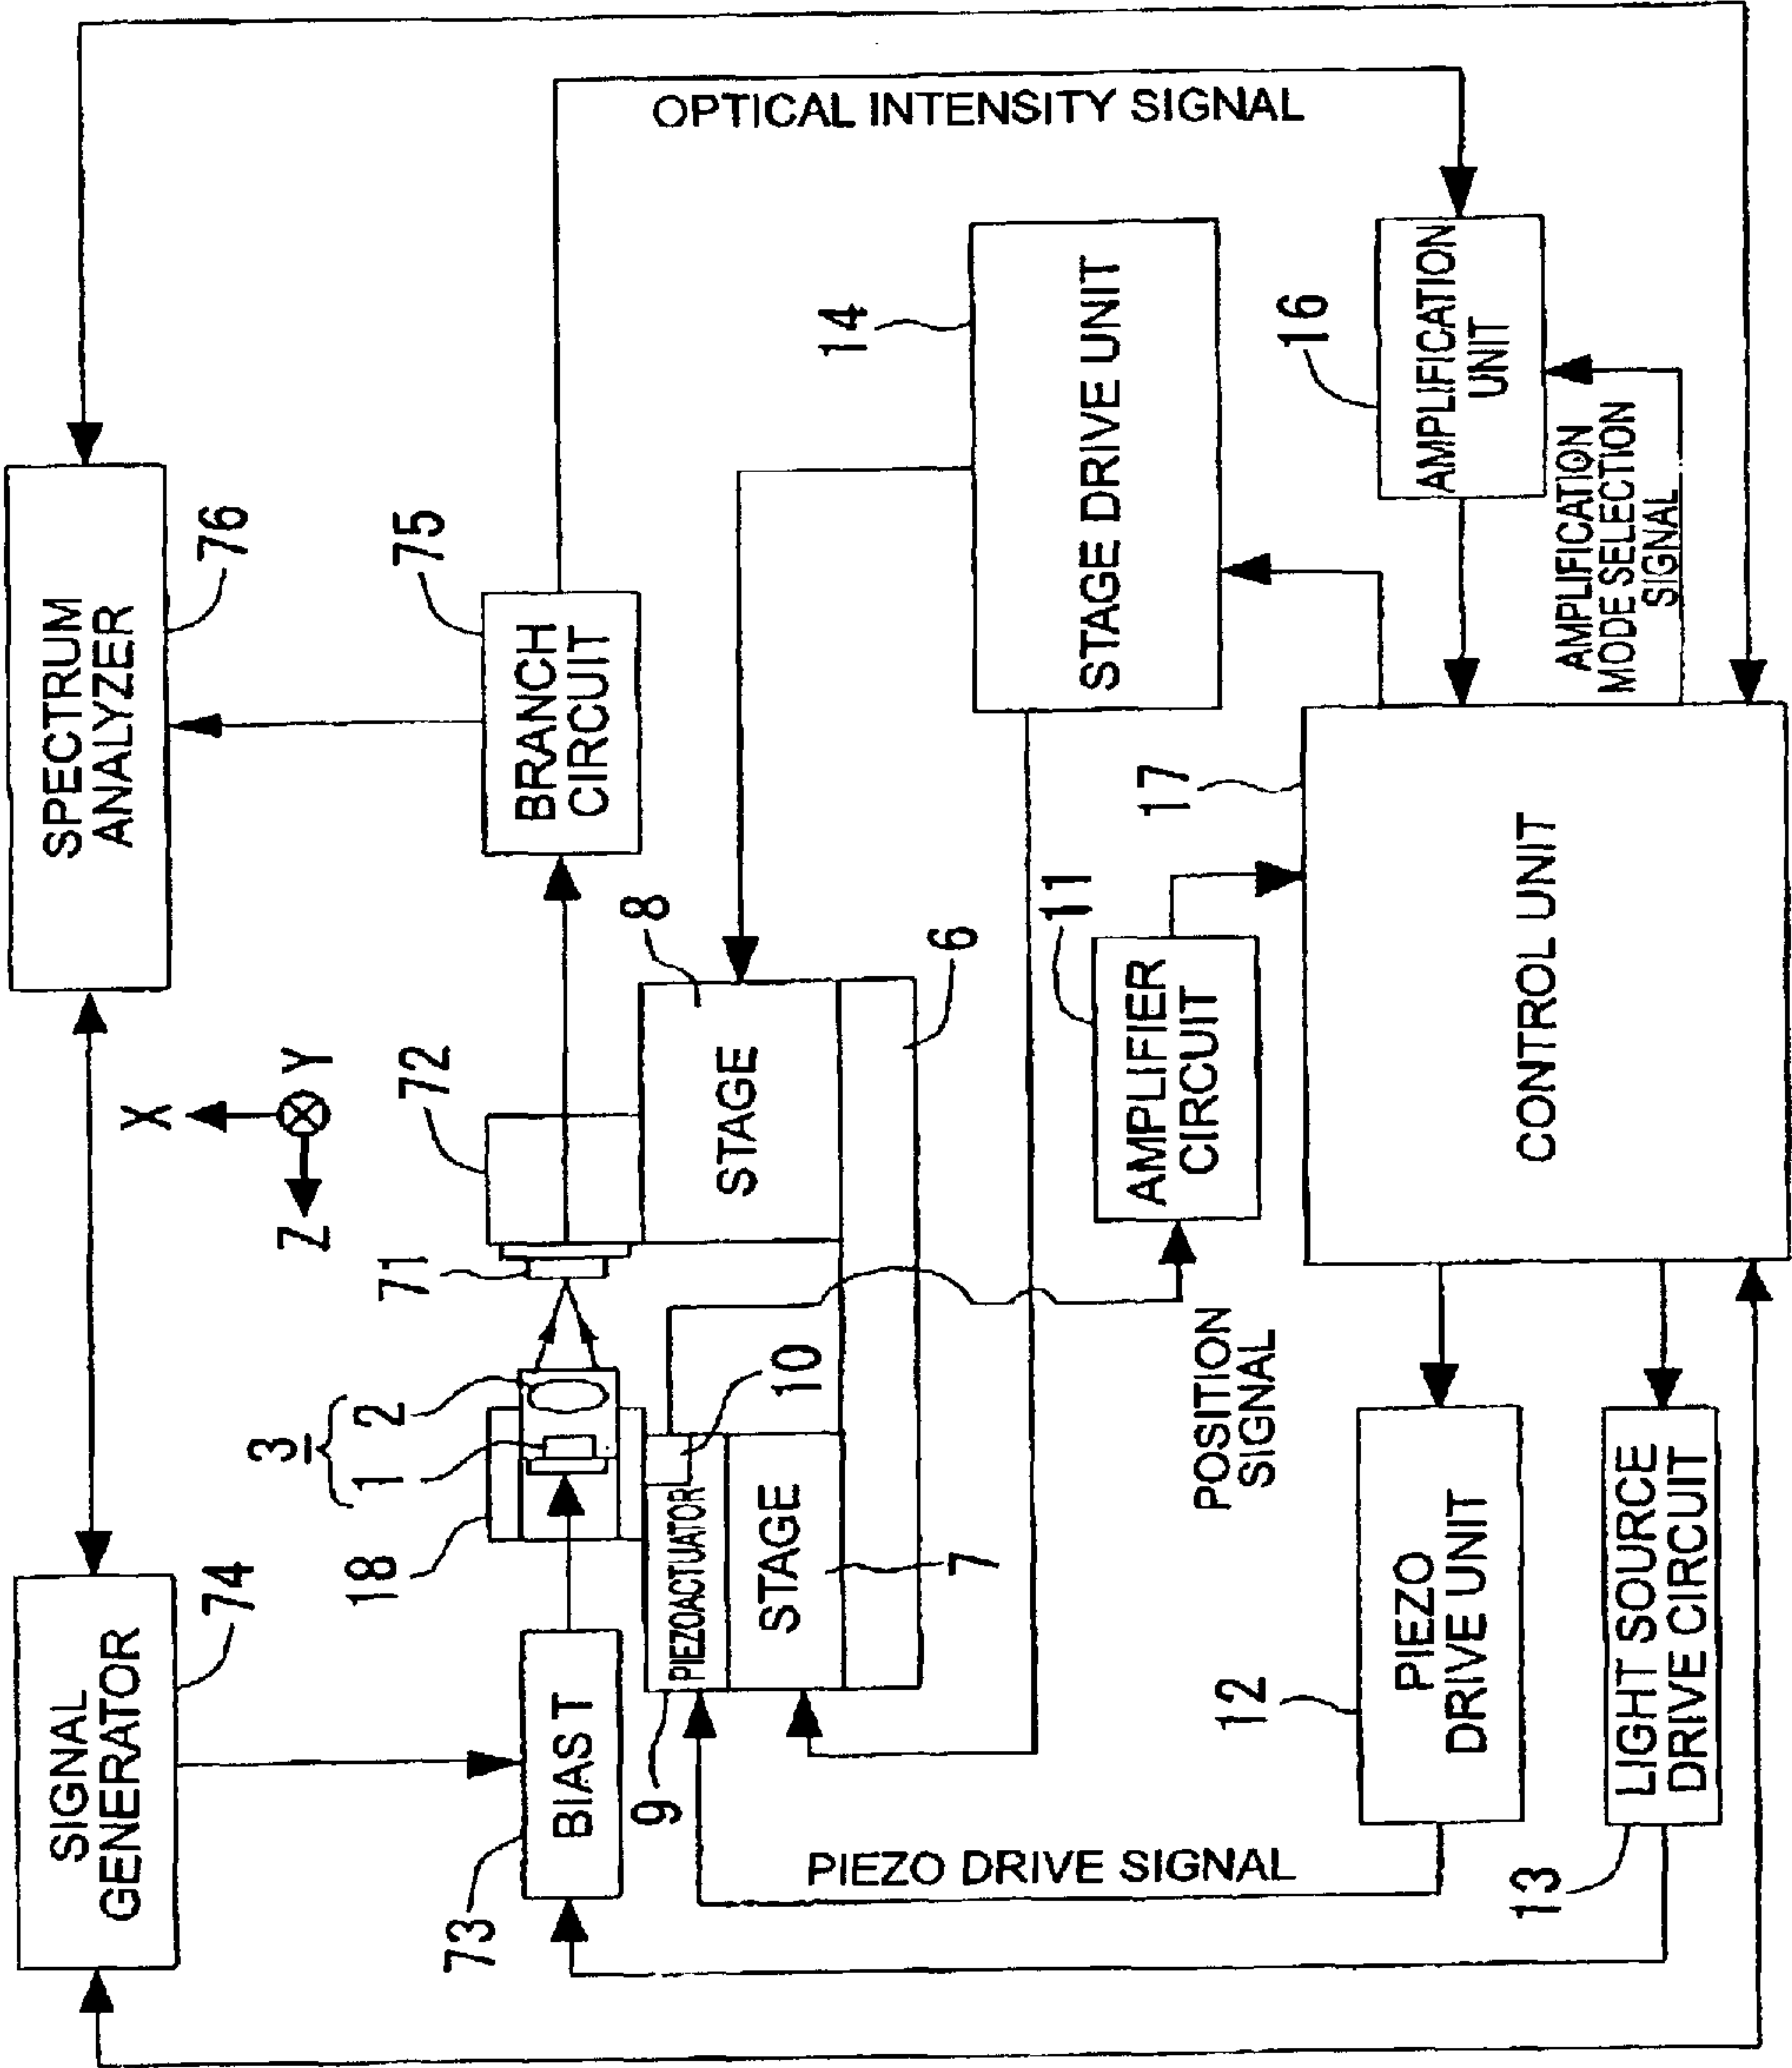 SIGNAL
GENERATOR
74
SPECTRUM
ANALYZER
76
X
Y
Z
73
BIAS T
18
3
1
2
71
72
BRANCH
CIRCUIT
75
OPTICAL INTENSITY SIGNAL
9
PIEZOACTUATOR
10
STAGE
7
STAGE
8
6
14
STAGE DRIVE UNIT
PIEZO DRIVE SIGNAL
POSITION
SIGNAL
11
AMPLIFIER
CIRCUIT
12
PIEZO
DRIVE UNIT
13
LIGHT SOURCE
DRIVE CIRCUIT
17
CONTROL UNIT
16
AMPLIFICATION
UNIT
AMPLIFICATION
MODE SELECTION
SIGNAL